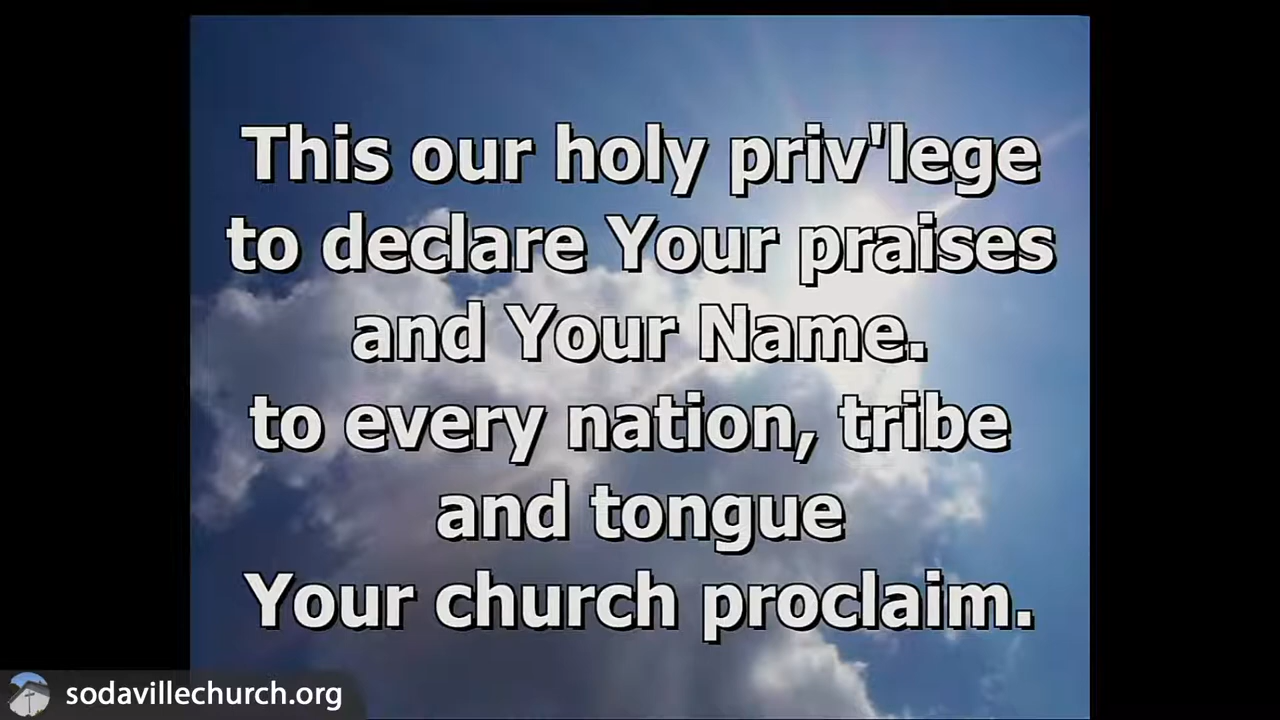 This our holy priv'lege
to declare Your praises
and Your Name.
to every nation, tribe
and tongue
Your church proclaim.
sodavillechurch.org